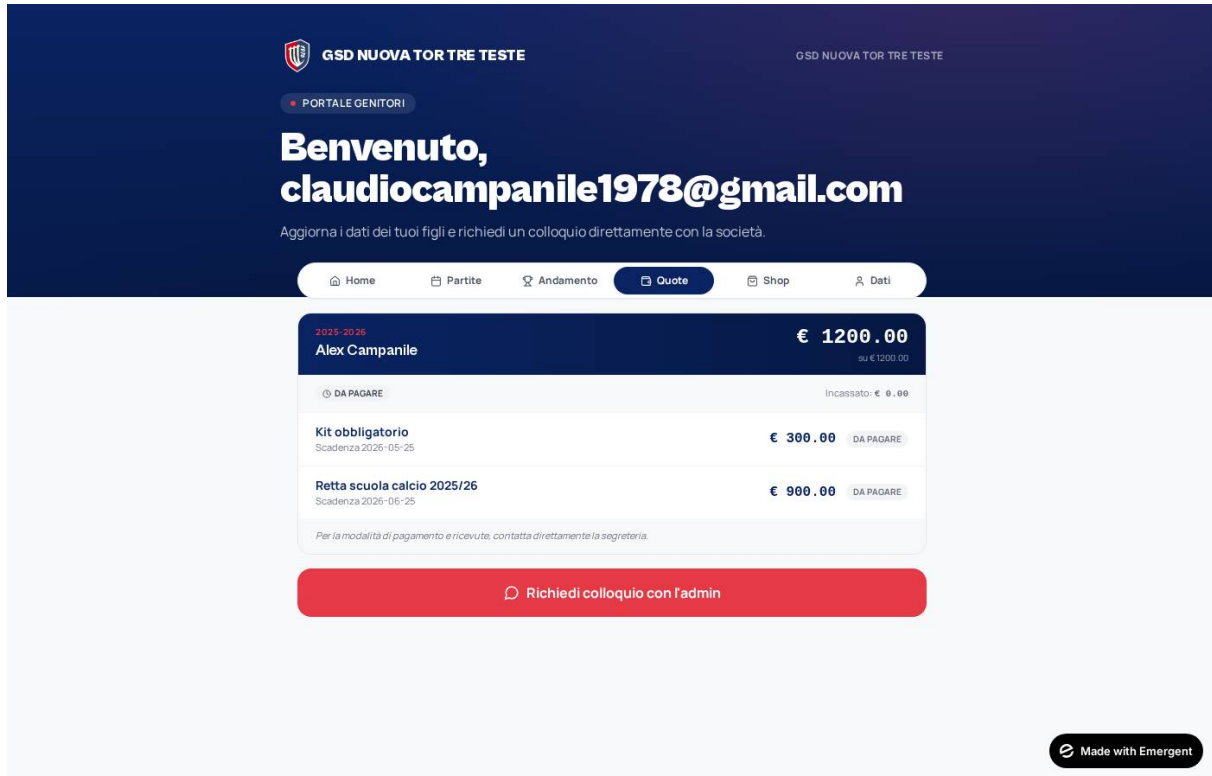 GSD NUOVA TOR TRE TESTE
GSD NUOVA TOR TRE TESTE
PORTALE GENITORI
Benvenuto,
claudiocampanile1978@gmail.com
Aggiorna i dati dei tuoi figli e richiedi un colloquio direttamente con la società.
Home Partite Andamento Quote Shop Dati
2025-2026
Alex Campanile
€ 1200.00
su € 1200.00
DA PAGARE
Incassato: € 0.00
Kit obbligatorio
Scadenza 2026-05-25
€ 300.00 DA PAGARE
Retta scuola calcio 2025/26
Scadenza 2026-06-25
€ 900.00 DA PAGARE
Per la modalità di pagamento e ricevute, contatta direttamente la segreteria.
Richiedi colloquio con l'admin
Made with Emergent